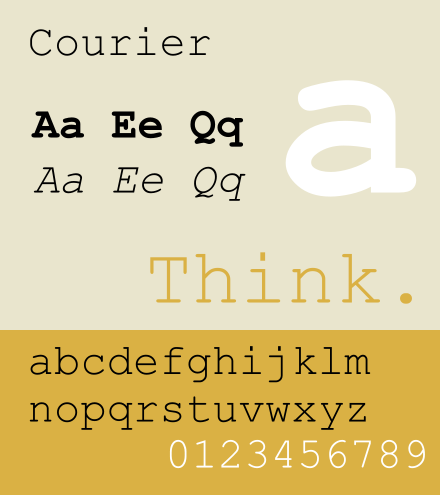 Courier
Aa Ee Qq
a
Aa Ee Qq
Think.
abcdefghijklm
nopqrstuvwxyz
0123456789